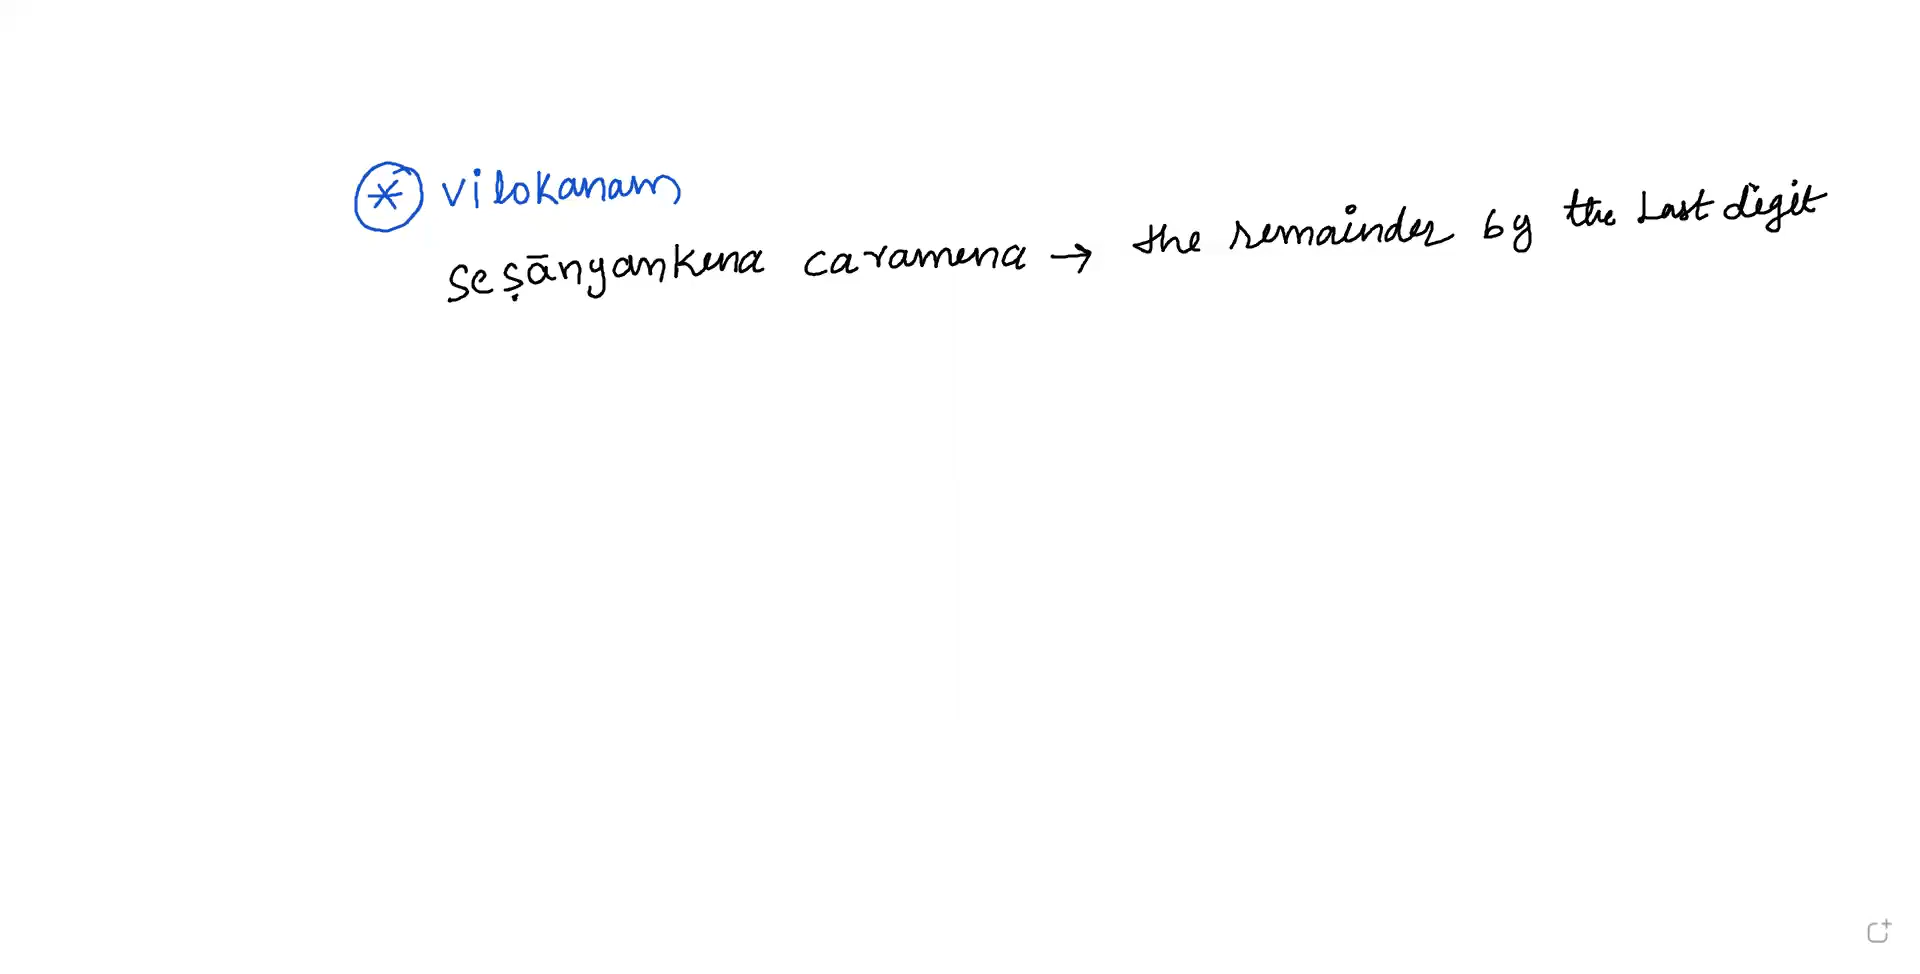 vilokanam
seṣānyankena caramena → the remainder by the Last digit